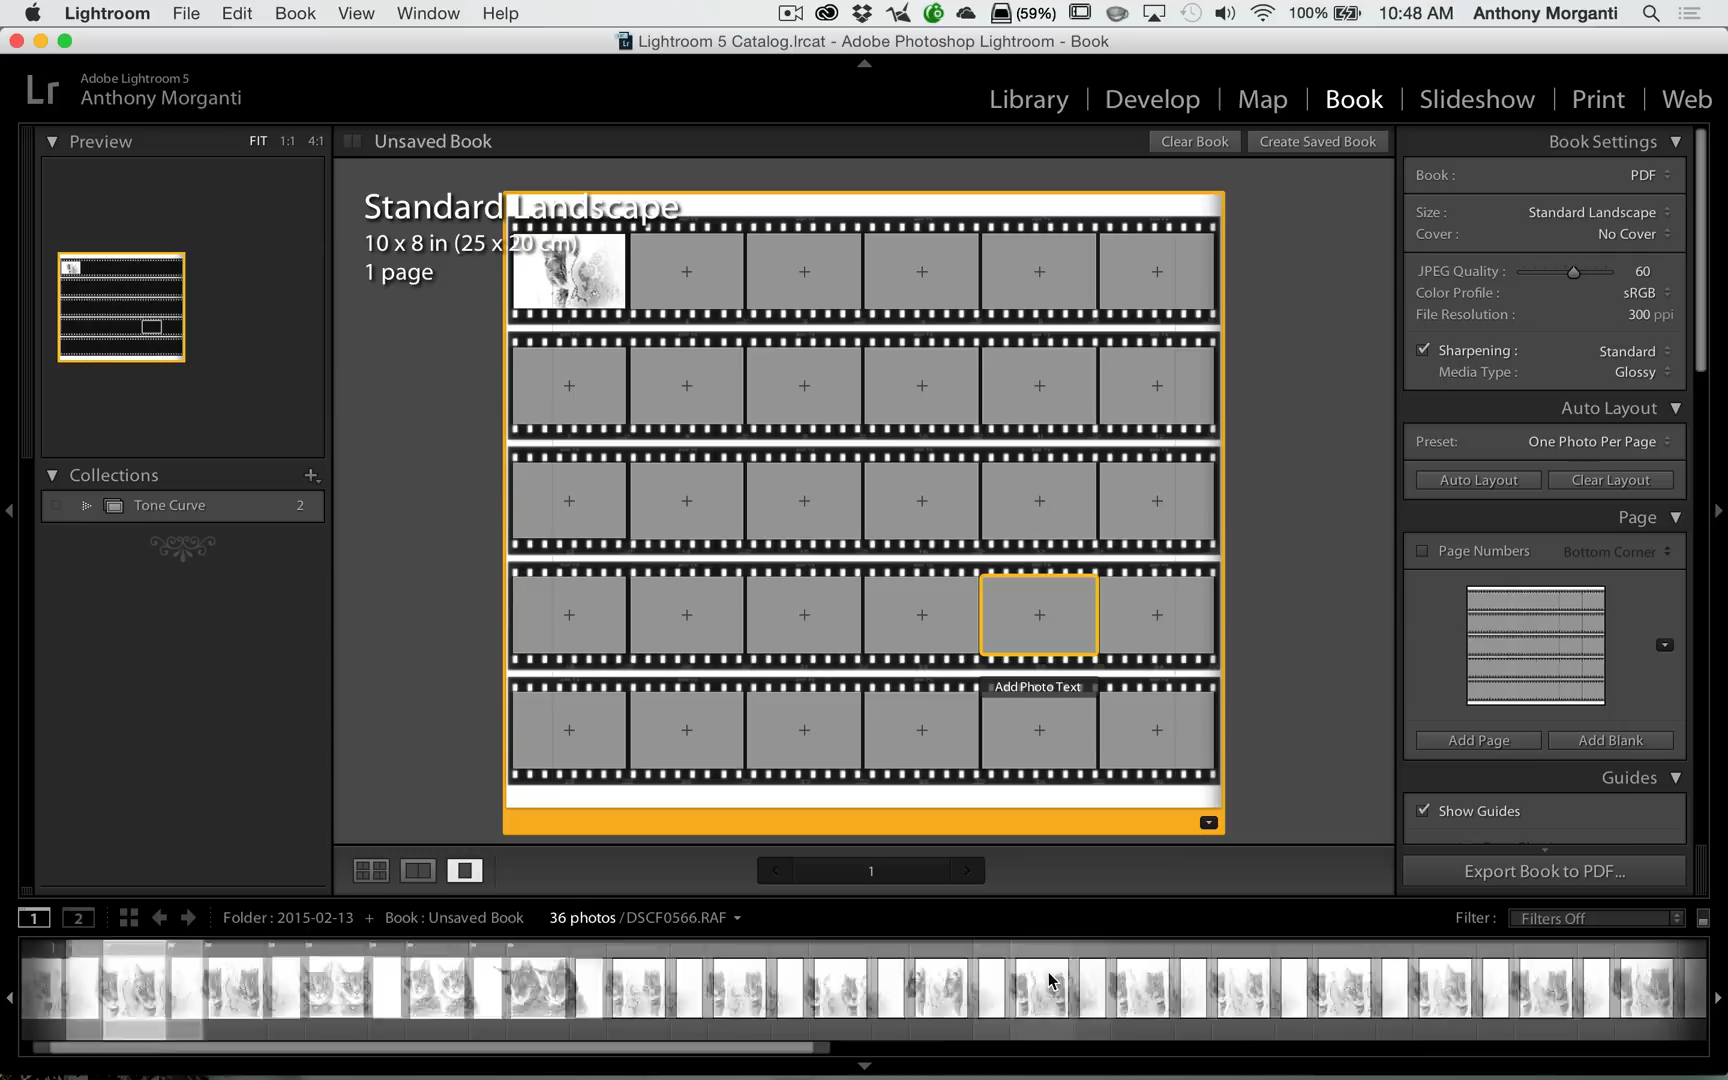 Lightroom File Edit Book View Window Help (59%) 100% 10:48 AM Anthony Morganti
Lightroom 5 Catalog.lrcat - Adobe Photoshop Lightroom - Book
Lr
Adobe Lightroom 5
Anthony Morganti
Library | Develop | Map | Book | Slideshow | Print | Web
Preview FIT 1:1 4:1
Unsaved Book Clear Book Create Saved Book
Standard Landscape
10 x 8 in (25 x 20 cm)
1 page
Add Photo Text
Collections
Tone Curve 2
Book Settings
Book : PDF
Size : Standard Landscape
Cover : No Cover
JPEG Quality : 60
Color Profile : sRGB
File Resolution : 300 ppi
Sharpening : Standard
Media Type : Glossy
Auto Layout
Preset: One Photo Per Page
Auto Layout Clear Layout
Page
Page Numbers Bottom Corner
Add Page Add Blank
Guides
Show Guides
1
Export Book to PDF...
1 2 Folder : 2015-02-13 + Book : Unsaved Book 36 photos / DSCF0566.RAF Filter : Filters Off